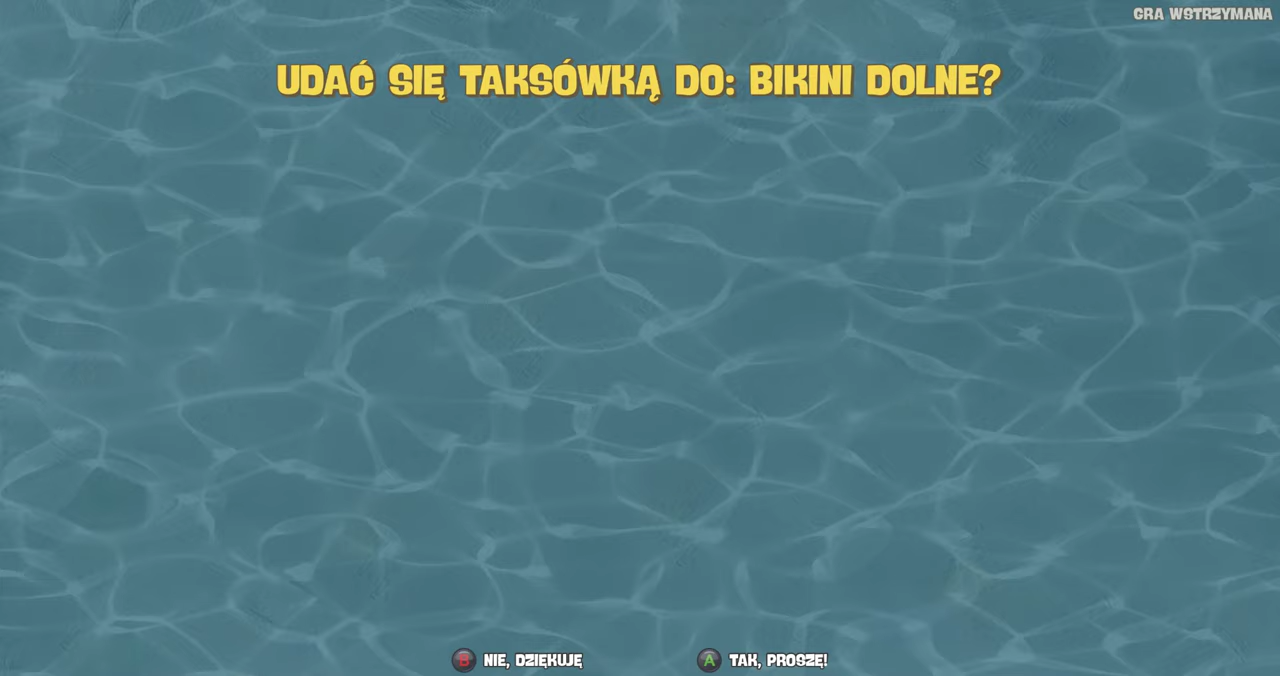 GRA WSTRZYMANA
UDAĆ SIĘ TAKSÓWKĄ DO: BIKINI DOLNE?
B NIE, DZIĘKUJĘ
A TAK, PROSZĘ!